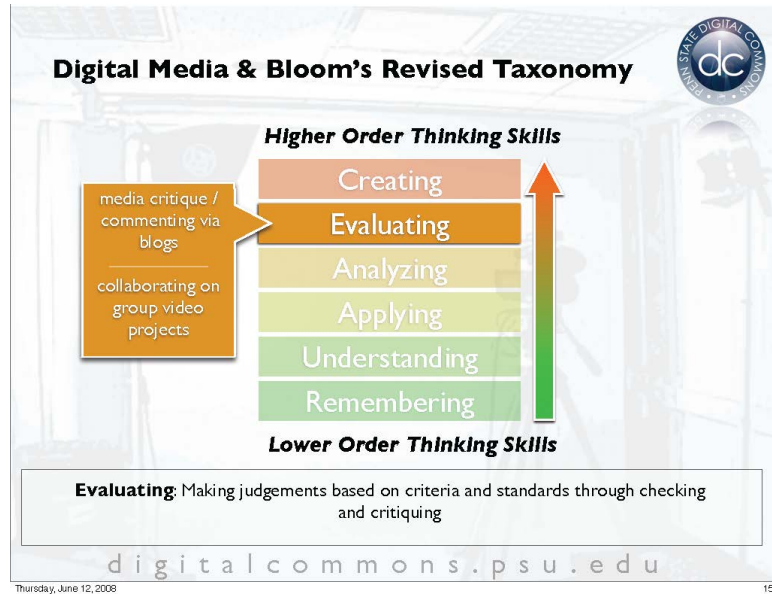 Digital Media & Bloom's Revised Taxonomy
PENN STATE DIGITAL COMMONS
dc
Higher Order Thinking Skills
Creating
Evaluating
Analyzing
Applying
Understanding
Remembering
Lower Order Thinking Skills
media critique /
commenting via
blogs
collaborating on
group video
projects
Evaluating: Making judgements based on criteria and standards through checking
and critiquing
digitalcommons.psu.edu
Thursday, June 12, 2008
15